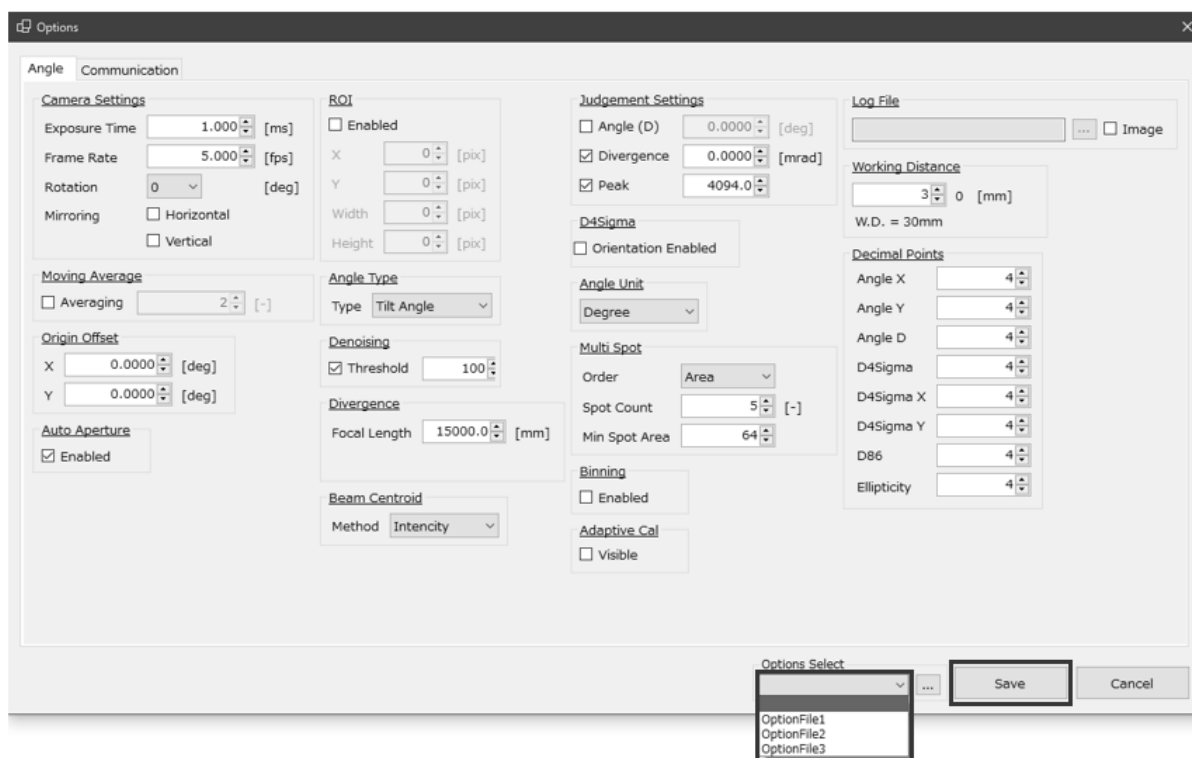 Options
Angle Communication
Camera Settings
Exposure Time 1.000 [ms]
Frame Rate 5.000 [fps]
Rotation 0 [deg]
Mirroring Horizontal
Vertical
Moving Average
Averaging 2 [-]
Origin Offset
X 0.0000 [deg]
Y 0.0000 [deg]
Auto Aperture
Enabled
ROI
Enabled
X 0 [pix]
Y 0 [pix]
Width 0 [pix]
Height 0 [pix]
Angle Type
Type Tilt Angle
Denoising
Threshold 100
Divergence
Focal Length 15000.0 [mm]
Beam Centroid
Method Intencity
Judgement Settings
Angle (D) 0.0000 [deg]
Divergence 0.0000 [mrad]
Peak 4094.0
D4Sigma
Orientation Enabled
Angle Unit
Degree
Multi Spot
Order Area
Spot Count 5 [-]
Min Spot Area 64
Binning
Enabled
Adaptive Cal
Visible
Log File
... Image
Working Distance
3 0 [mm]
W.D. = 30mm
Decimal Points
Angle X 4
Angle Y 4
Angle D 4
D4Sigma 4
D4Sigma X 4
D4Sigma Y 4
D86 4
Ellipticity 4
Options Select
... Save Cancel
OptionFile1
OptionFile2
OptionFile3